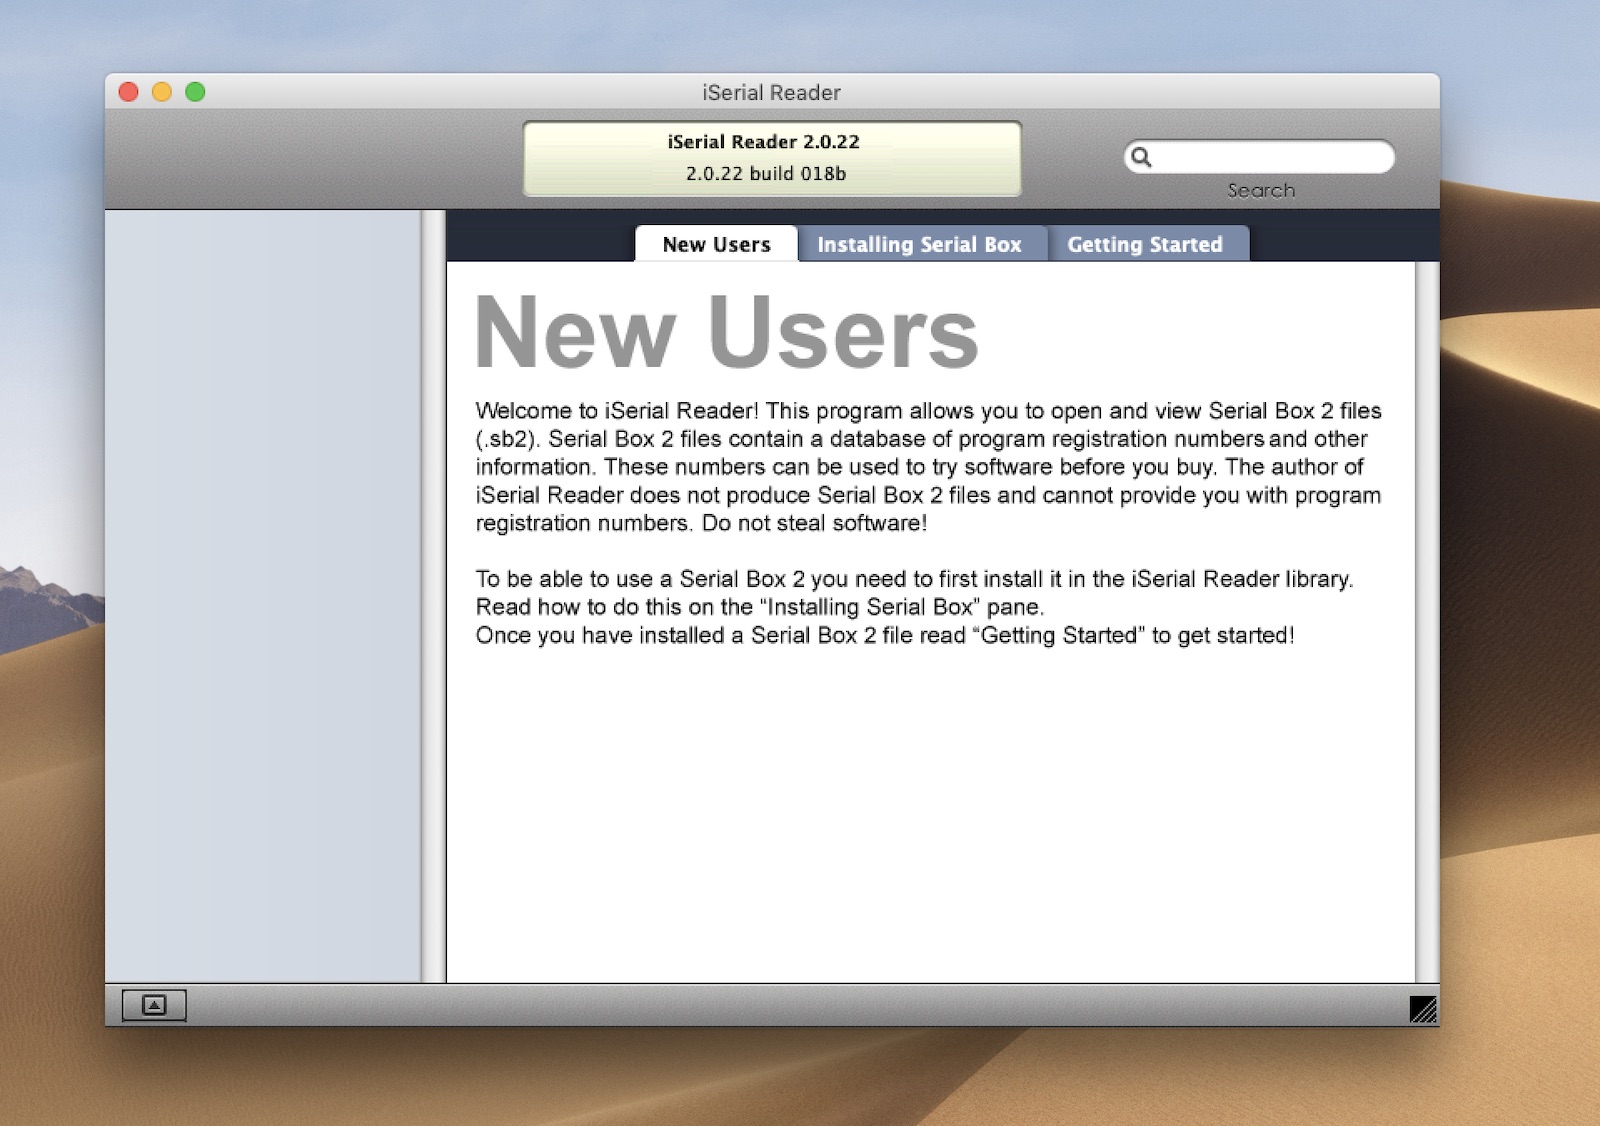 iSerial Reader
iSerial Reader 2.0.22
2.0.22 build 018b
Search
New Users
Installing Serial Box
Getting Started
New Users
Welcome to iSerial Reader! This program allows you to open and view Serial Box 2 files
(.sb2). Serial Box 2 files contain a database of program registration numbers and other
information. These numbers can be used to try software before you buy. The author of
iSerial Reader does not produce Serial Box 2 files and cannot provide you with program
registration numbers. Do not steal software!
To be able to use a Serial Box 2 you need to first install it in the iSerial Reader library.
Read how to do this on the “Installing Serial Box” pane.
Once you have installed a Serial Box 2 file read “Getting Started” to get started!